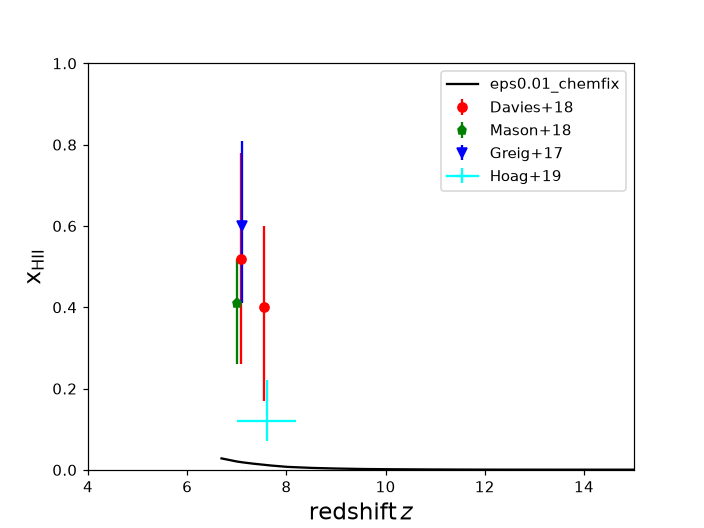 1.0
0.8
0.6
0.4
0.2
0.0
xHII
eps0.01_chemfix
Davies+18
Mason+18
Greig+17
Hoag+19
4 6 8 10 12 14
redshift z